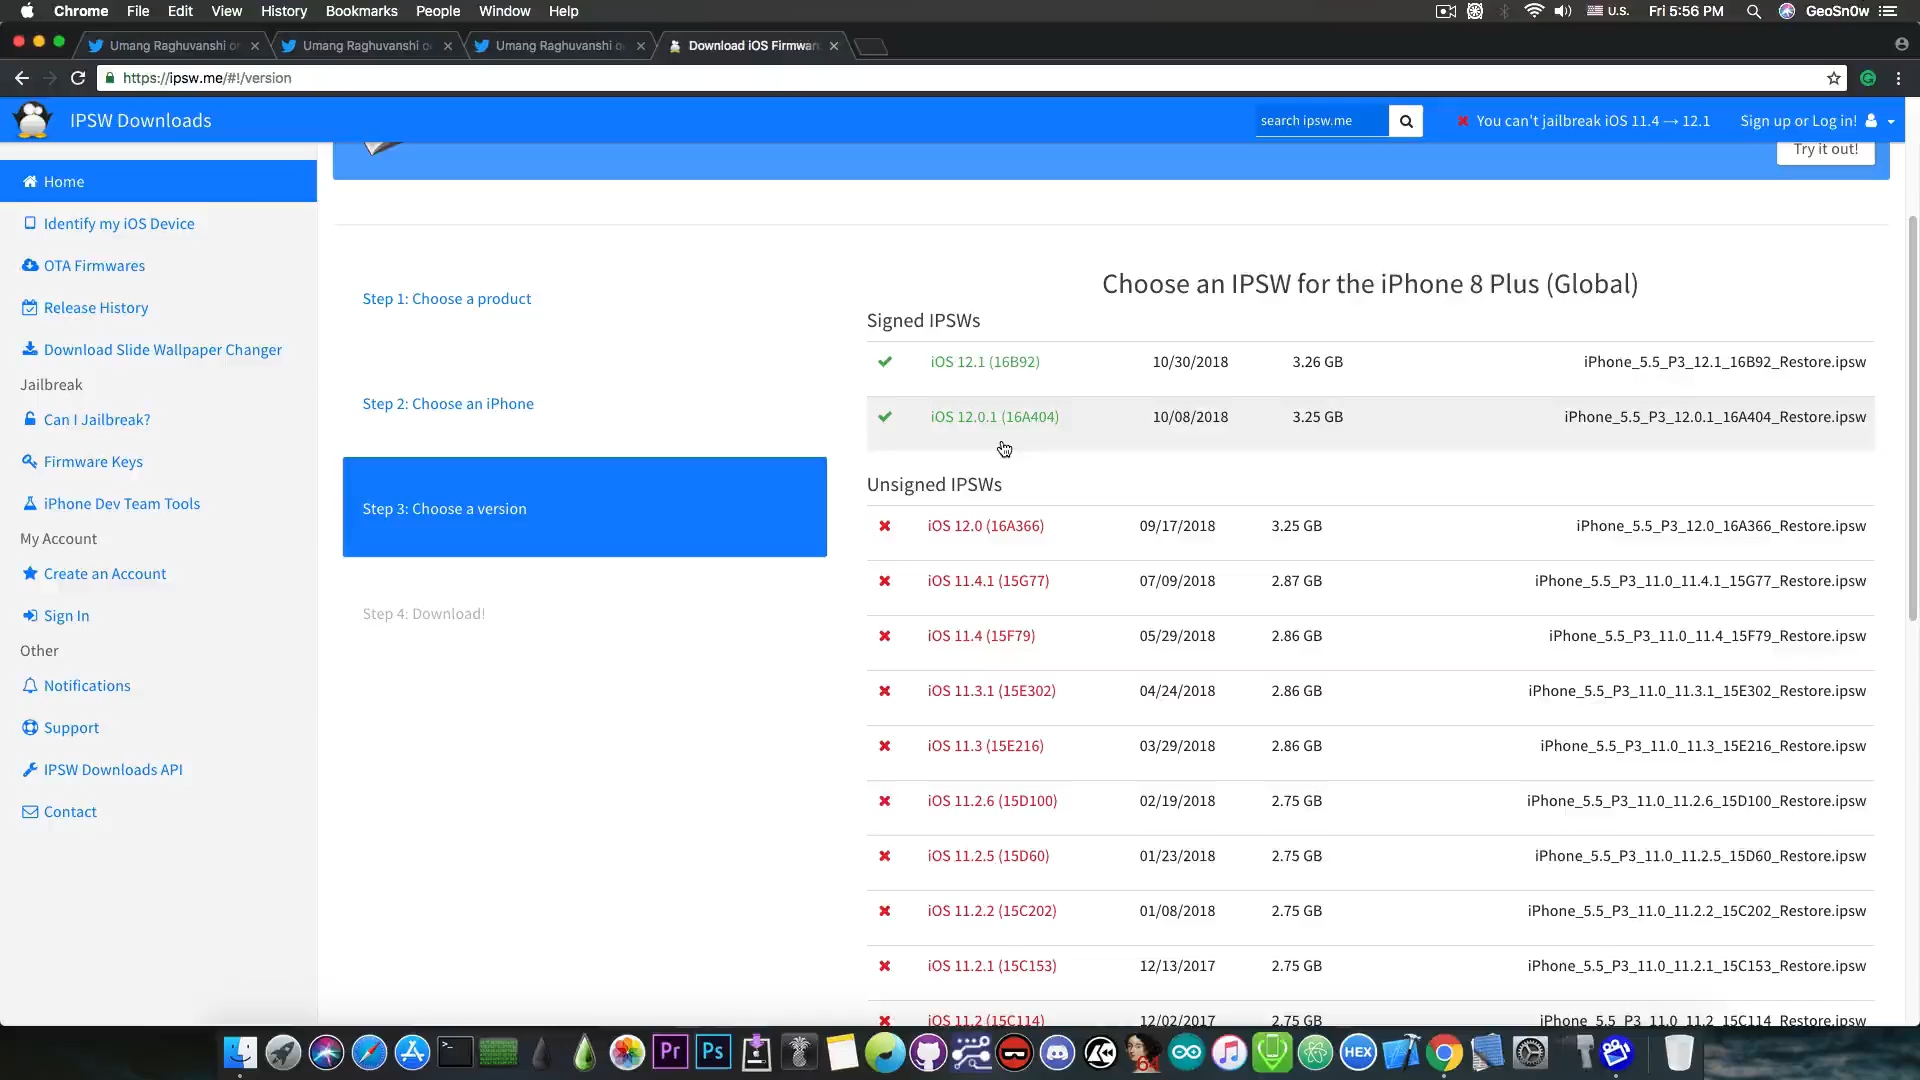 Chrome File Edit View History Bookmarks People Window Help U.S. Fri 5:56 PM GeoSn0w
Umang Raghuvanshi o Umang Raghuvanshi o Umang Raghuvanshi o Download iOS Firmwar
https://ipsw.me/#!/version
IPSW Downloads search ipsw.me You can't jailbreak iOS 11.4 → 12.1 Sign up or Log in!
Try it out!
Home
Identify my iOS Device
OTA Firmwares
Release History
Download Slide Wallpaper Changer
Jailbreak
Can I Jailbreak?
Firmware Keys
iPhone Dev Team Tools
My Account
Create an Account
Sign In
Other
Notifications
Support
IPSW Downloads API
Contact
Step 1: Choose a product
Step 2: Choose an iPhone
Step 3: Choose a version
Step 4: Download!
Choose an IPSW for the iPhone 8 Plus (Global)
Signed IPSWs
iOS 12.1 (16B92) 10/30/2018 3.26 GB iPhone_5.5_P3_12.1_16B92_Restore.ipsw
iOS 12.0.1 (16A404) 10/08/2018 3.25 GB iPhone_5.5_P3_12.0.1_16A404_Restore.ipsw
Unsigned IPSWs
iOS 12.0 (16A366) 09/17/2018 3.25 GB iPhone_5.5_P3_12.0_16A366_Restore.ipsw
iOS 11.4.1 (15G77) 07/09/2018 2.87 GB iPhone_5.5_P3_11.0_11.4.1_15G77_Restore.ipsw
iOS 11.4 (15F79) 05/29/2018 2.86 GB iPhone_5.5_P3_11.0_11.4_15F79_Restore.ipsw
iOS 11.3.1 (15E302) 04/24/2018 2.86 GB iPhone_5.5_P3_11.0_11.3.1_15E302_Restore.ipsw
iOS 11.3 (15E216) 03/29/2018 2.86 GB iPhone_5.5_P3_11.0_11.3_15E216_Restore.ipsw
iOS 11.2.6 (15D100) 02/19/2018 2.75 GB iPhone_5.5_P3_11.0_11.2.6_15D100_Restore.ipsw
iOS 11.2.5 (15D60) 01/23/2018 2.75 GB iPhone_5.5_P3_11.0_11.2.5_15D60_Restore.ipsw
iOS 11.2.2 (15C202) 01/08/2018 2.75 GB iPhone_5.5_P3_11.0_11.2.2_15C202_Restore.ipsw
iOS 11.2.1 (15C153) 12/13/2017 2.75 GB iPhone_5.5_P3_11.0_11.2.1_15C153_Restore.ipsw
iOS 11.2 (15C114) 12/02/2017 2.75 GB iPhone_5.5_P3_11.0_11.2_15C114_Restore.ipsw
Pr Ps 64 HEX